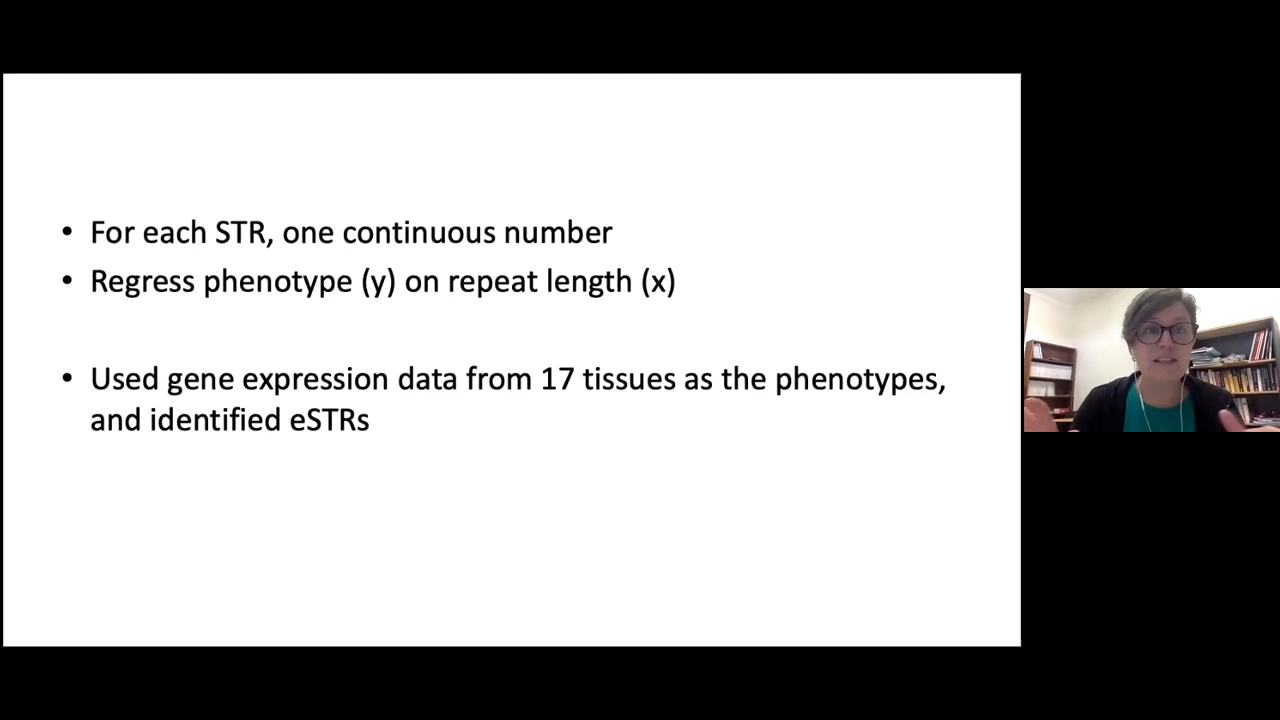 • For each STR, one continuous number
• Regress phenotype (y) on repeat length (x)
• Used gene expression data from 17 tissues as the phenotypes,
and identified eSTRs